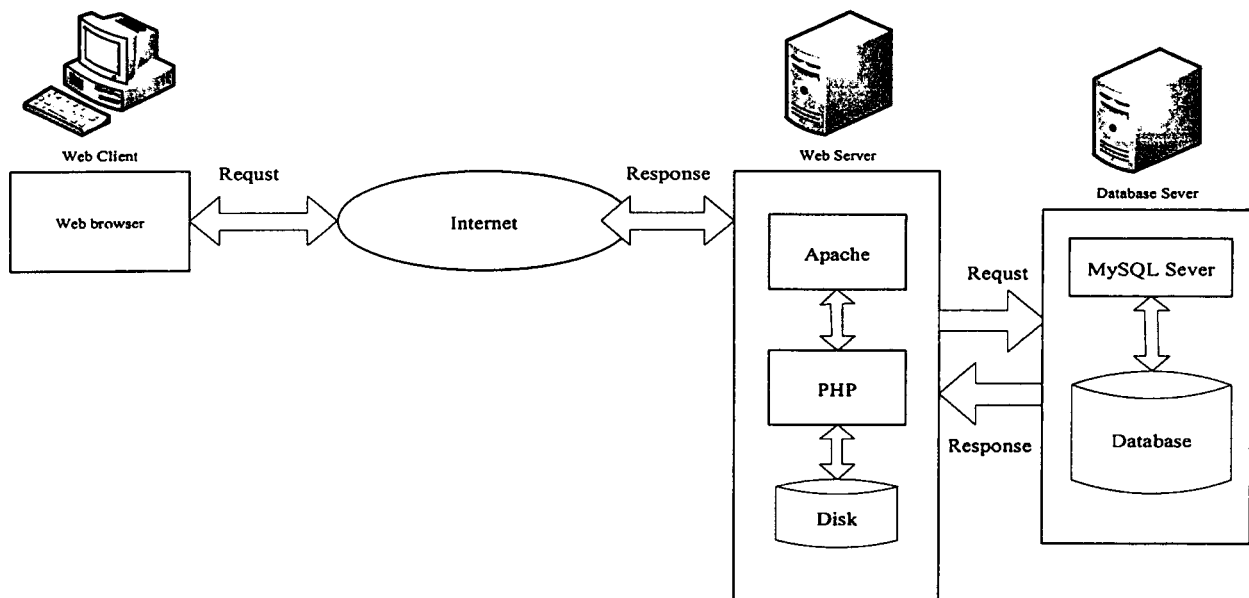 Web Client
Web Server
Database Sever
Requst
Response
Web browser
Internet
Apache
MySQL Sever
Requst
PHP
Response
Database
Disk